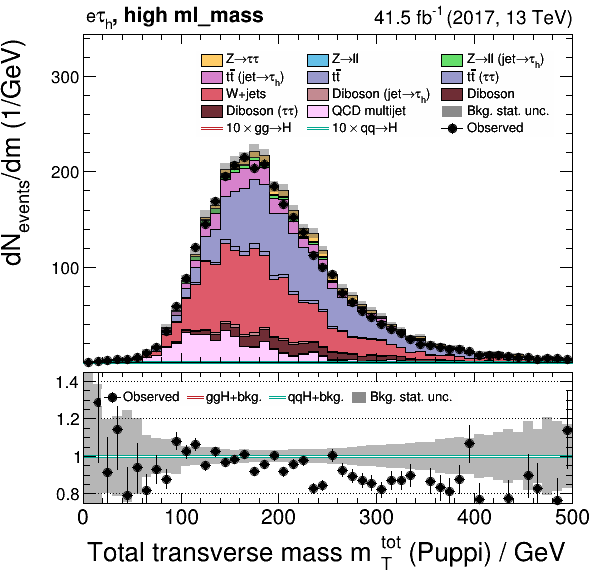 eτh, high ml_mass 41.5 fb-1 (2017, 13 TeV)
dNevents/dm (1/GeV)
300
200
100
Z→ττ Z→ll Z→ll (jet→τh)
tt̄ (jet→τh) tt̄ tt̄ (ττ)
W+jets Diboson (jet→τh) Diboson
Diboson (ττ) QCD multijet Bkg. stat. unc.
10 × gg→H 10 × qq→H Observed
1.4
1.2
1
0.8
Observed ggH+bkg. qqH+bkg. Bkg. stat. unc.
0 100 200 300 400 500
Total transverse mass m T tot (Puppi) / GeV